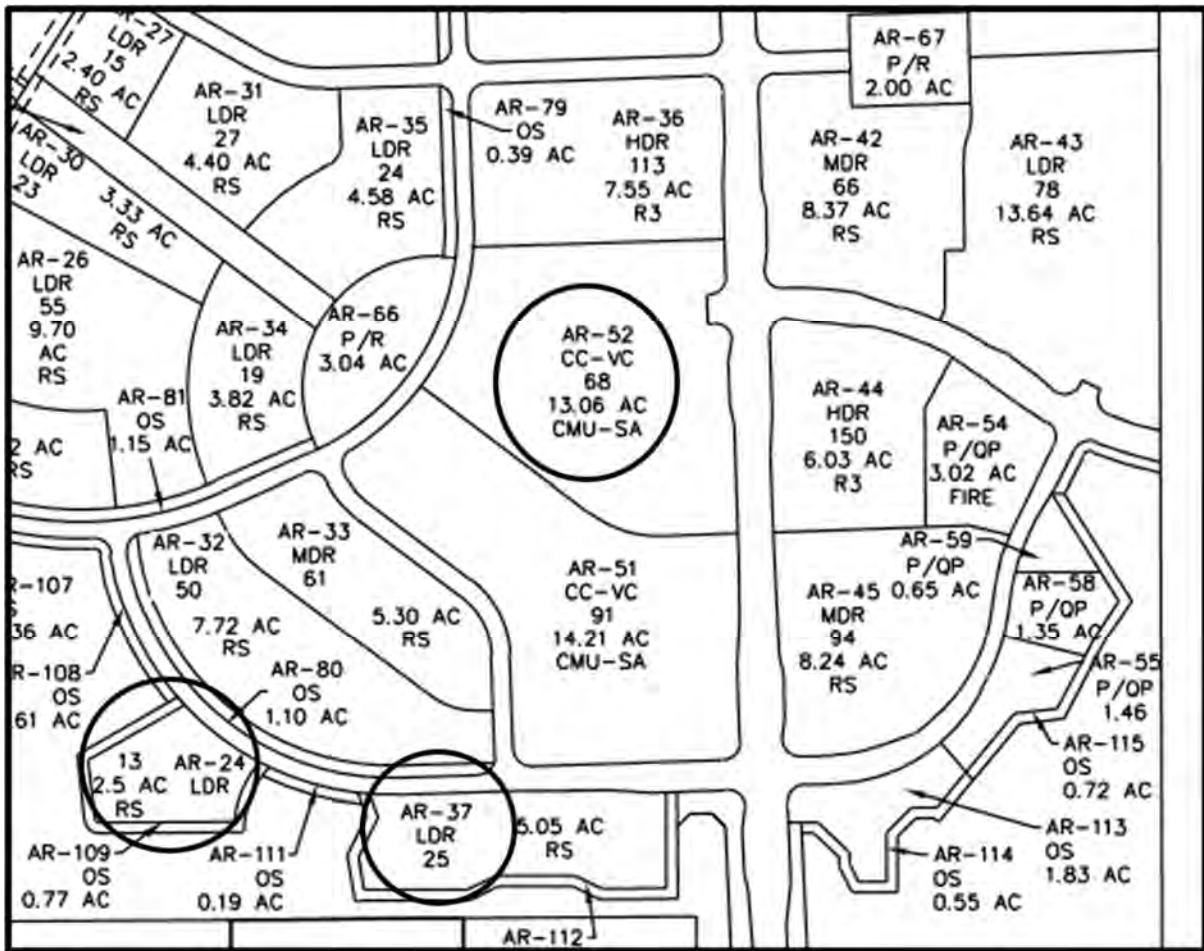 AR-27
LDR
15
2.40 AC
RS
AR-31
LDR
27
4.40 AC
RS
AR-35
LDR
24
4.58 AC
RS
AR-79
OS
0.39 AC
AR-36
HDR
113
7.55 AC
R3
AR-67
P/R
2.00 AC
AR-42
MDR
66
8.37 AC
RS
AR-43
LDR
78
13.64 AC
RS
AR-30
LDR
23
3.33 AC
RS
AR-26
LDR
55
9.70
AC
RS
AR-34
LDR
19
3.82 AC
RS
AR-66
P/R
3.04 AC
AR-52
CC-VC
68
13.06 AC
CMU-SA
AR-44
HDR
150
6.03 AC
R3
AR-54
P/QP
3.02 AC
FIRE
AR-81
OS
1.15 AC
2 AC
RS
AR-32
LDR
50
7.72 AC
RS
AR-33
MDR
61
5.30 AC
RS
AR-51
CC-VC
91
14.21 AC
CMU-SA
AR-45
MDR
94
8.24 AC
RS
AR-59
P/QP
0.65 AC
AR-58
P/QP
1.35 AC
AR-55
P/QP
1.46
R-107
S
36 AC
R-108
OS
.61 AC
AR-80
OS
1.10 AC
13
2.5 AC
RS
AR-24
LDR
AR-37
LDR
25
5.05 AC
RS
AR-115
OS
0.72 AC
AR-113
OS
1.83 AC
AR-114
OS
0.55 AC
AR-109
OS
0.77 AC
AR-111
OS
0.19 AC
AR-112